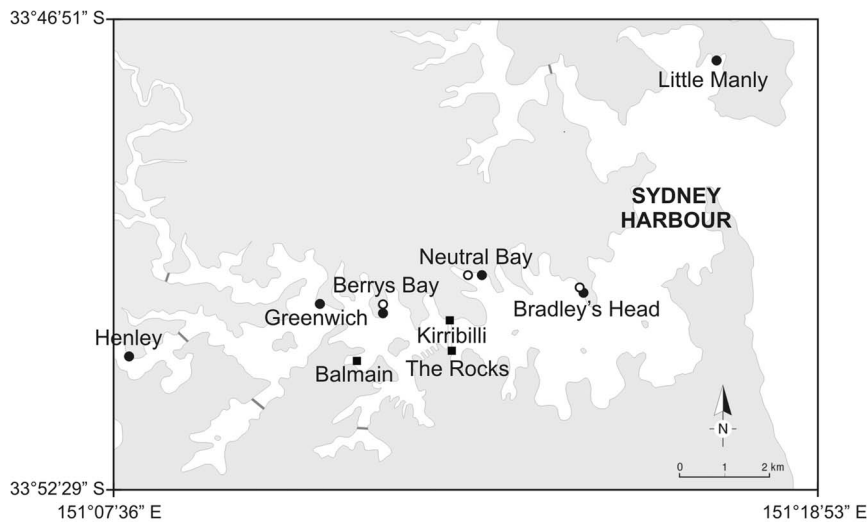 33°46'51" S
Little Manly
SYDNEY
HARBOUR
Neutral Bay
Berrys Bay
Bradley's Head
Greenwich
Henley
Kirribilli
The Rocks
Balmain
N
0 1 2 km
33°52'29" S
151°07'36" E
151°18'53" E